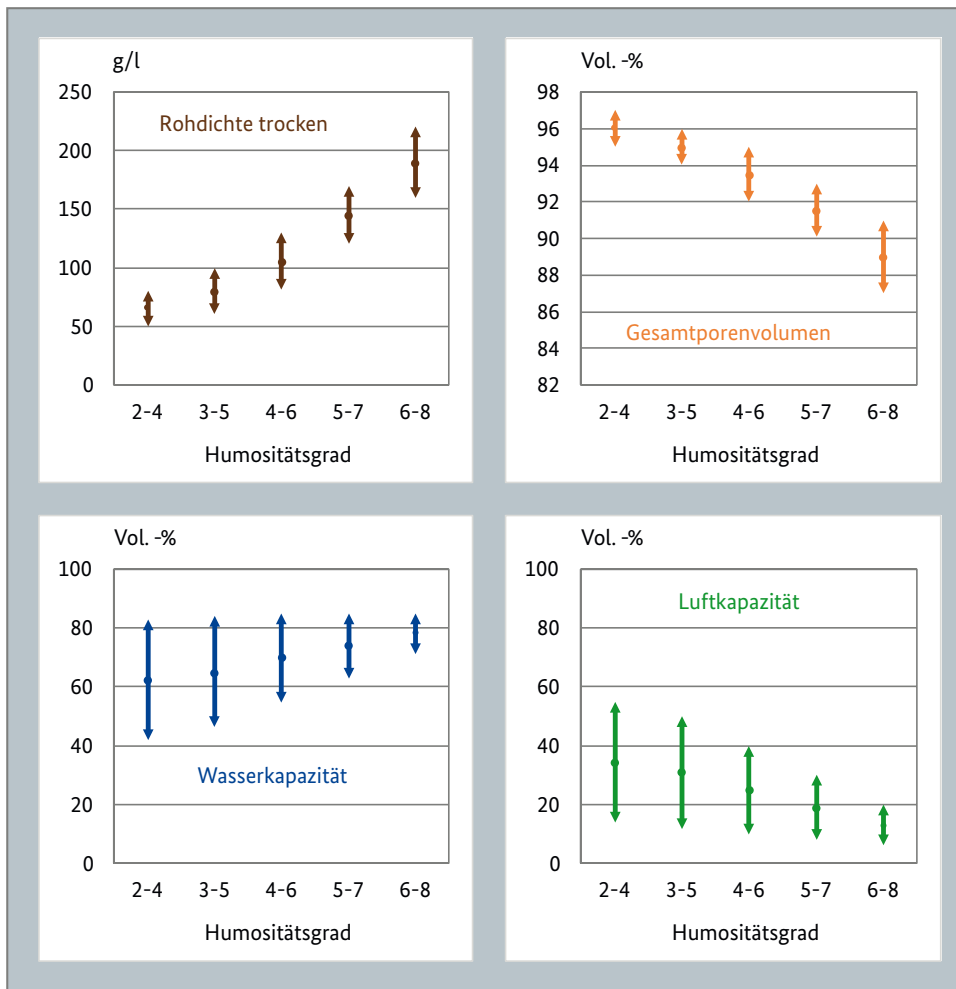 g/l
Rohdichte trocken
250
200
150
100
50
0
2-4 3-5 4-6 5-7 6-8
Humositätsgrad
Vol. -%
98
96
94
92
90
88
86
84
82
Gesamtporenvolumen
2-4 3-5 4-6 5-7 6-8
Humositätsgrad
Vol. -%
100
80
60
40
20
0
Wasserkapazität
2-4 3-5 4-6 5-7 6-8
Humositätsgrad
Vol. -%
100
Luftkapazität
80
60
40
20
0
2-4 3-5 4-6 5-7 6-8
Humositätsgrad